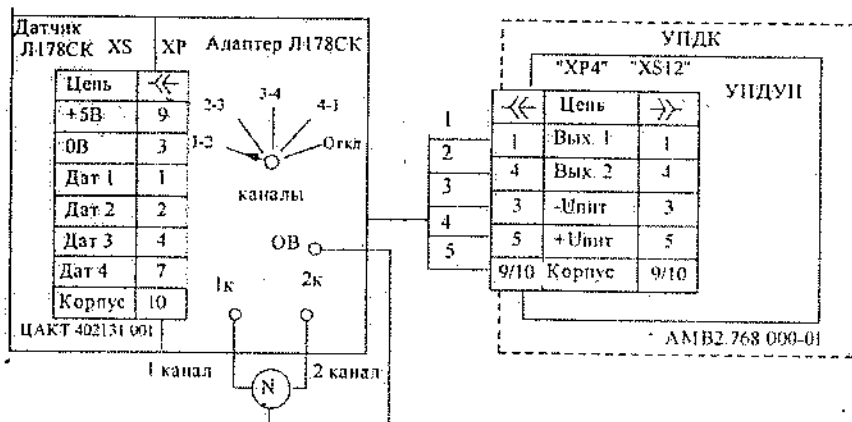 Датчик
Л178СК XS XP Адаптер Л178СК
Цепь
+5В 9
0В 3
Дат 1 1
Дат 2 2
Дат 3 4
Дат 4 7
Корпус 10
ЦАКТ 402131 001
1-2
2-3
3-4
4-1
Откл
каналы
ОВ
1к 2к
1 канал N 2 канал
1
2
3
4
5
УПДК
"ХР4" "XS12"
УНДУН
Цепь
1 Вых. 1 1
4 Вых. 2 4
3 -Uпит 3
5 +Uпит 5
9/10 Корпус 9/10
АМВ2.768 000-01